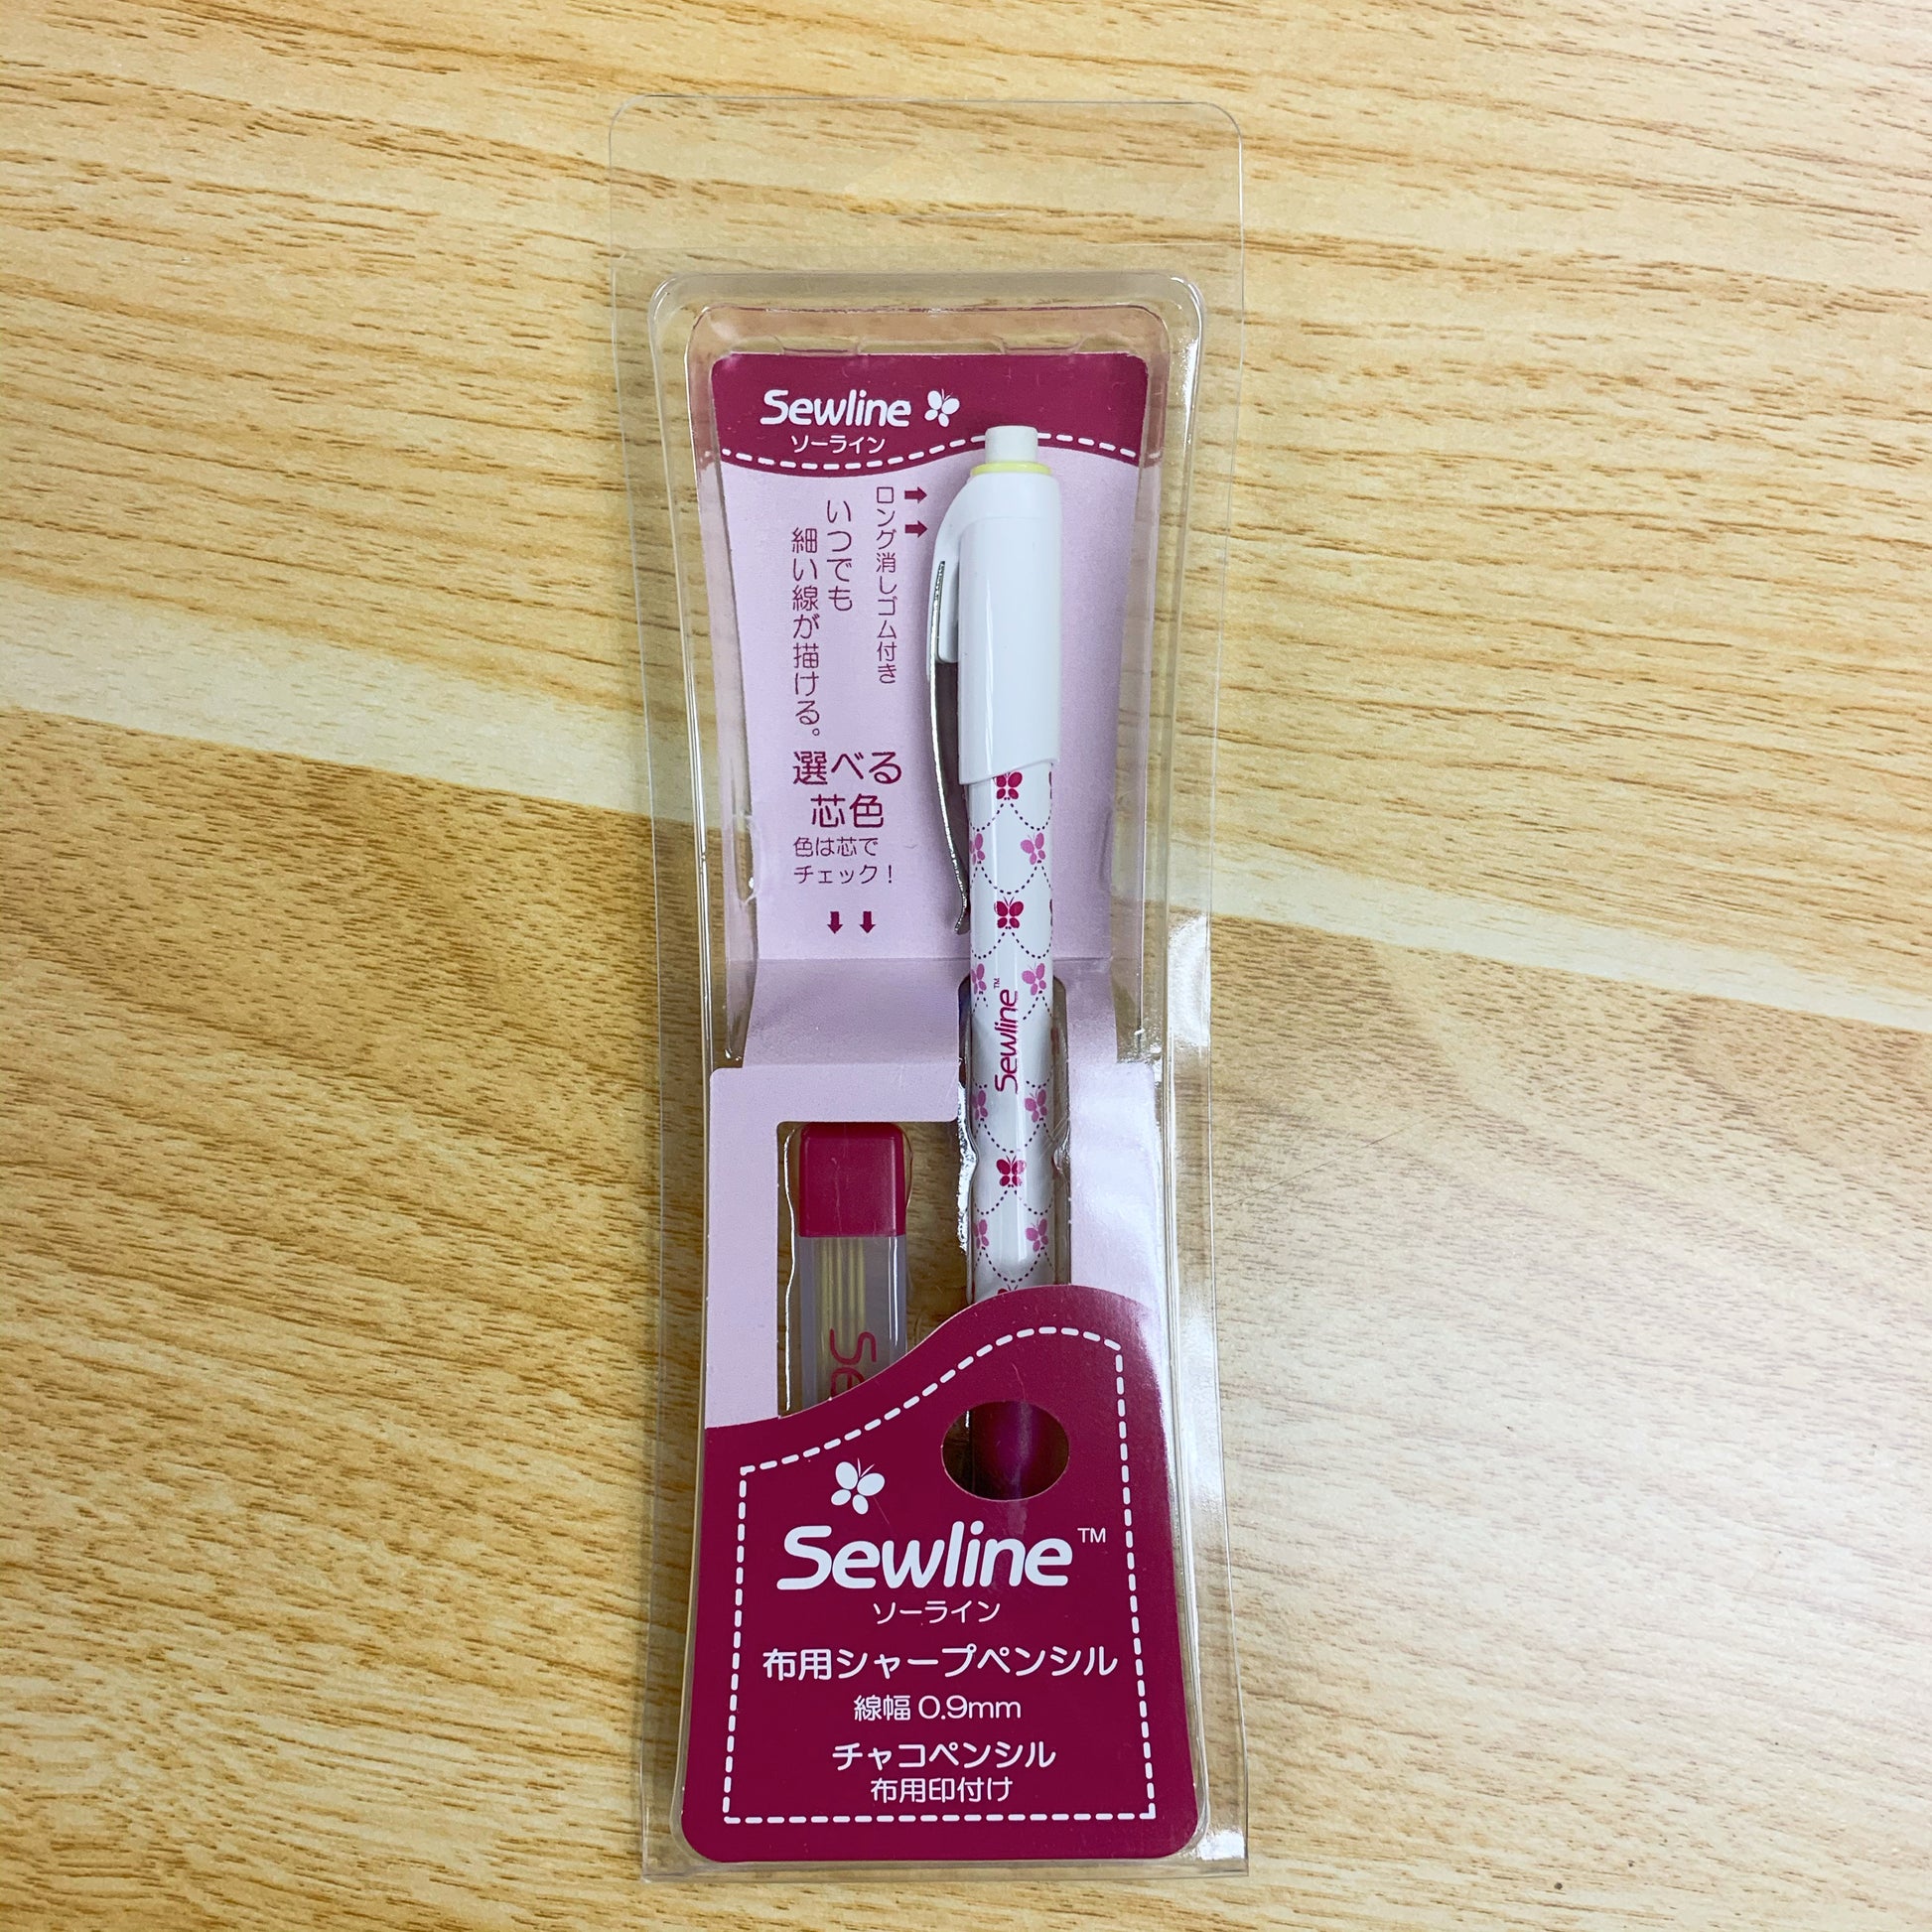 Sewline
ソーライン
ロング消しゴム付き
いつでも
細い線が描ける。
選べる
芯色
色は芯で
チェック!
Sewline™
Se
Sewline™
ソーライン
布用シャープペンシル
線幅 0.9mm
チャコペンシル
布用印付け